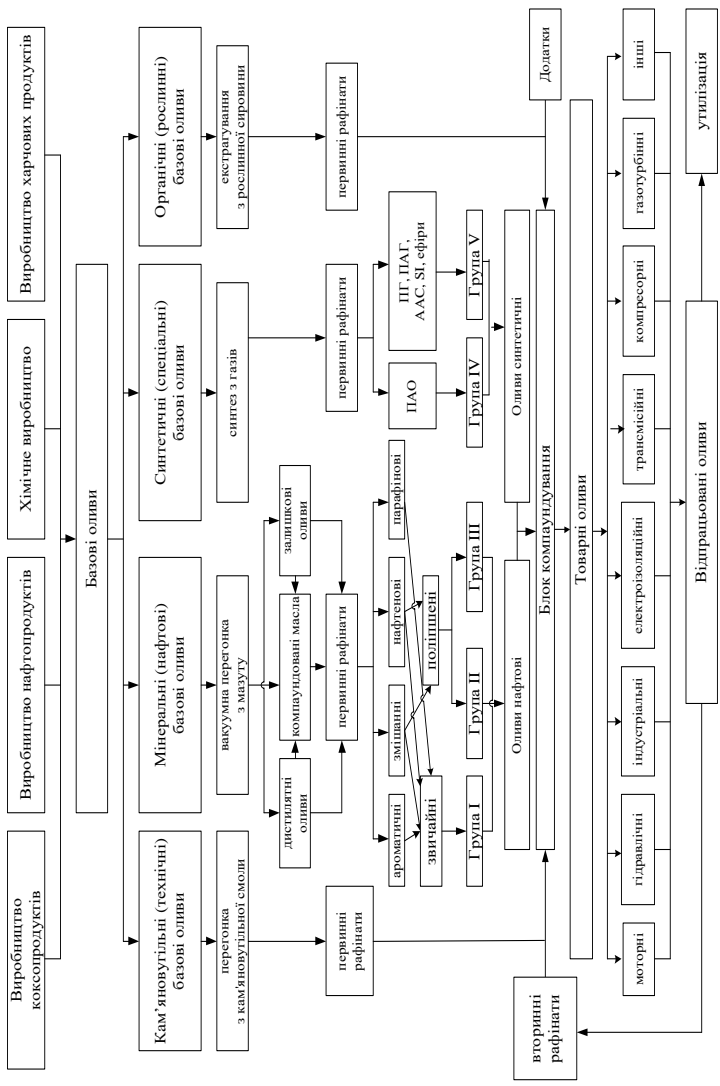 Виробництво
коксопродуктів
Виробництво нафтопродуктів
Хімічне виробництво
Виробництво харчових продуктів
Базові оливи
Кам’яновугільні (технічні)
базові оливи
Мінеральні (нафтові)
базові оливи
Синтетичні (спеціальні)
базові оливи
Органічні (рослинні)
базові оливи
перегонка
з кам'яновугільної смоли
вакуумна перегонка
з мазуту
синтез з газів
екстрагування
з рослинної сировини
дистилятні
оливи
компаундовані масла
залишкові
оливи
первинні
рафінати
первинні рафінати
первинні рафінати
первинні рафінати
ароматичні
змішанні
нафтенові
парафінові
ПАО
ПГ, ПАГ,
ААС, SI, ефіри
звичайні
поліпшені
Група I
Група II
Група III
Група IV
Група V
Оливи нафтові
Оливи синтетичні
Додатки
вторинні
рафінати
Блок компаундування
Товарні оливи
моторні
гідравлічні
індустріальні
електроізоляційні
трансмісійні
компресорні
газотурбінні
інші
Відпрацьовані оливи
утилізація